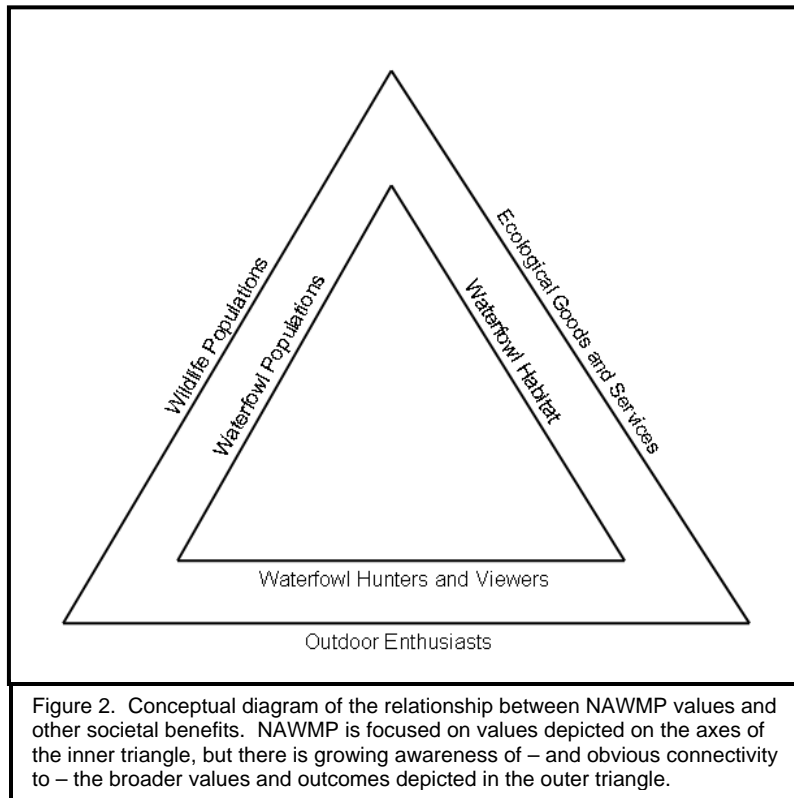 Wildlife Populations
Waterfowl Populations
Waterfowl Habitat
Ecological Goods and Services
Waterfowl Hunters and Viewers
Outdoor Enthusiasts
Figure 2. Conceptual diagram of the relationship between NAWMP values and
other societal benefits. NAWMP is focused on values depicted on the axes of
the inner triangle, but there is growing awareness of – and obvious connectivity
to – the broader values and outcomes depicted in the outer triangle.